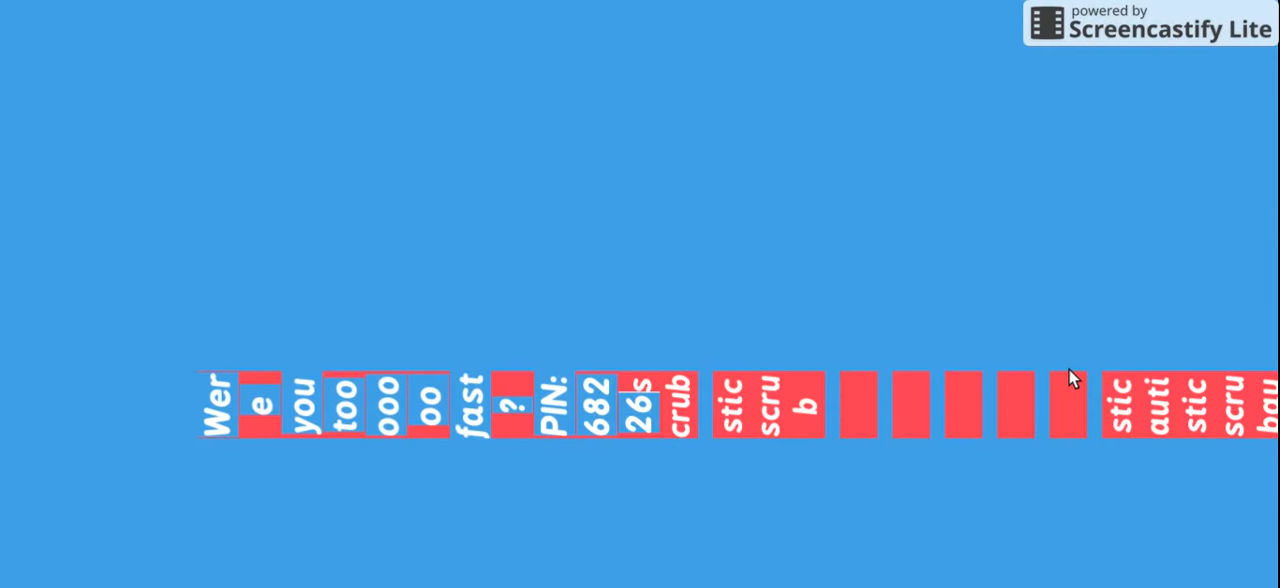 powered by
Screencastify Lite
Wer
e
you
too
ooo
oo
fast
?
PIN:
682
26s
crub
stic
scru
b
stic
auti
stic
scru
bau